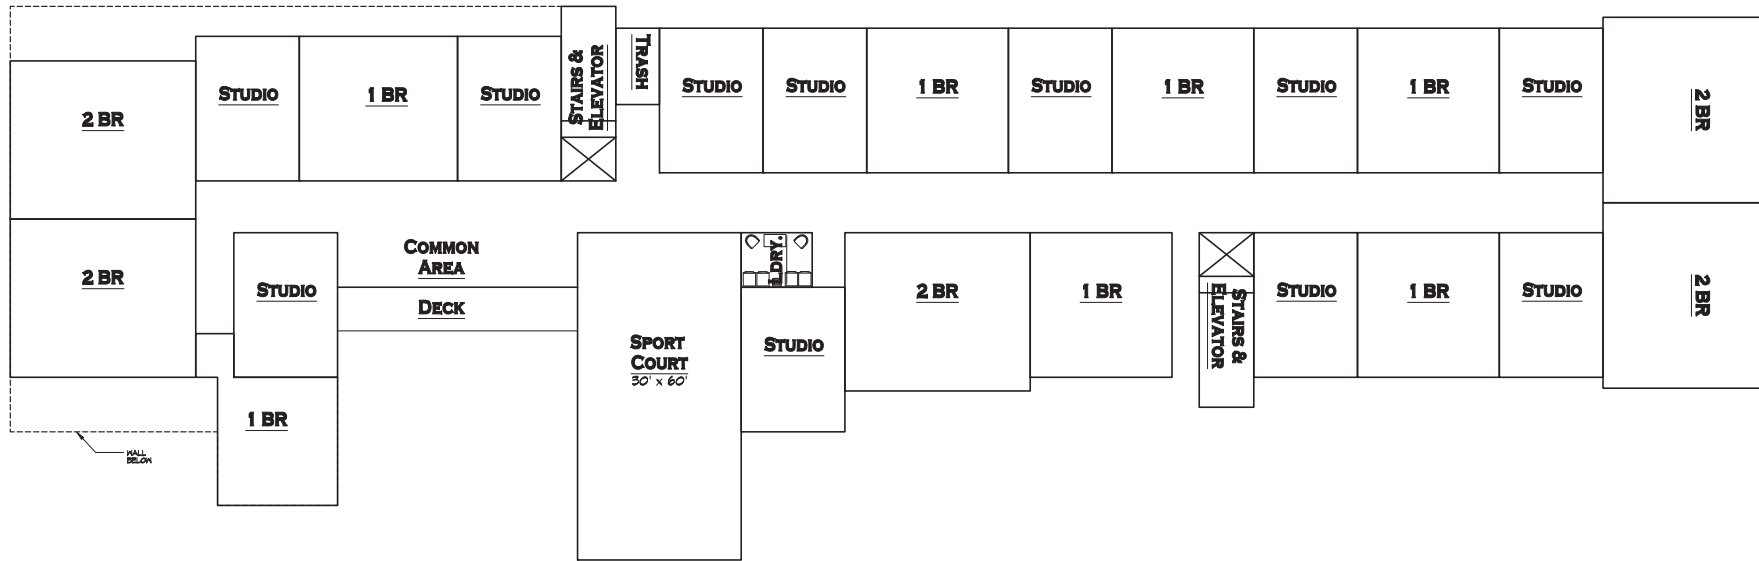 2 BR
STUDIO
1 BR
STUDIO
STAIRS &
ELEVATOR
TRASH
STUDIO
STUDIO
1 BR
STUDIO
1 BR
STUDIO
1 BR
STUDIO
2 BR
2 BR
STUDIO
COMMON
AREA
DECK
SPORT
COURT
30' x 60'
LDRY.
STUDIO
2 BR
1 BR
STAIRS &
ELEVATOR
STUDIO
1 BR
STUDIO
2 BR
1 BR
WALL
BELOW